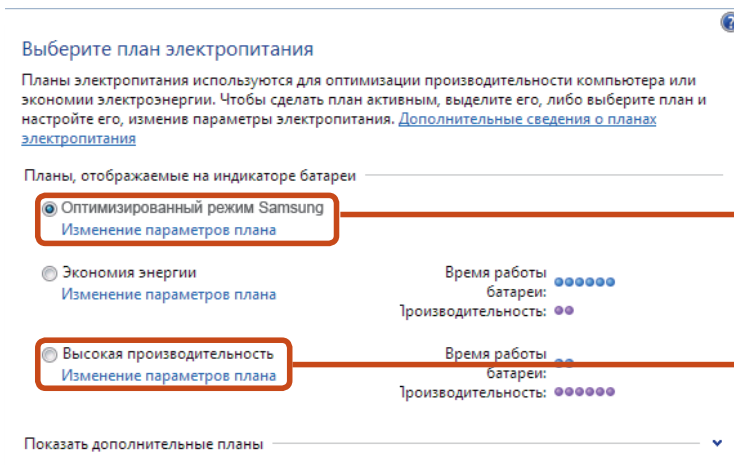 Выберите план электропитания
Планы электропитания используются для оптимизации производительности компьютера или
экономии электроэнергии. Чтобы сделать план активным, выделите его, либо выберите план и
настройте его, изменив параметры электропитания. Дополнительные сведения о планах
электропитания
Планы, отображаемые на индикаторе батареи
Оптимизированный режим Samsung
Изменение параметров плана
Экономия энергии
Время работы
Изменение параметров плана
батареи:
Производительность:
Высокая производительность
Время работы
Изменение параметров плана
батареи:
Производительность:
Показать дополнительные планы